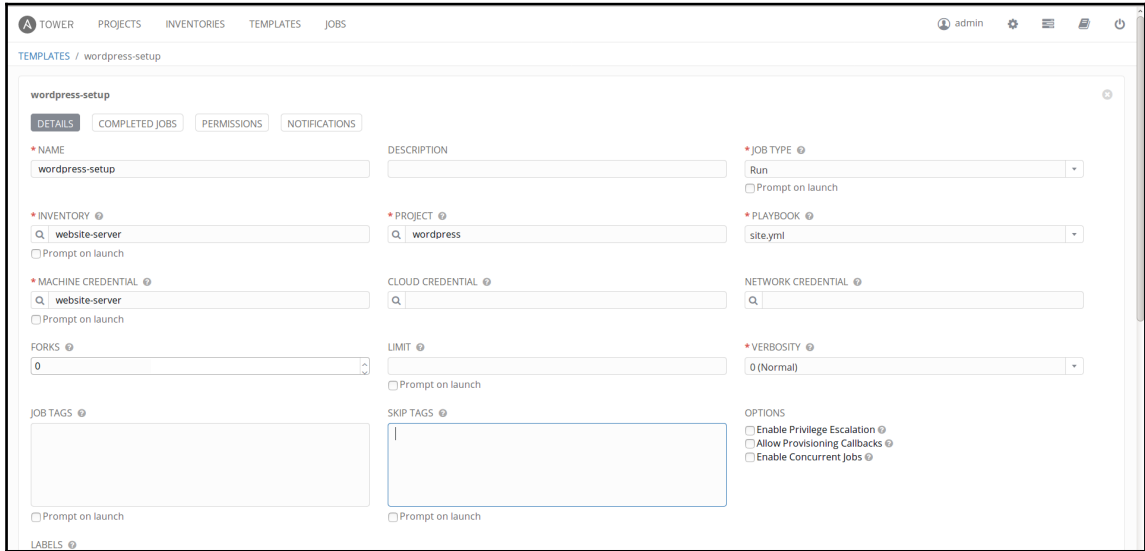 A TOWER PROJECTS INVENTORIES TEMPLATES JOBS admin
TEMPLATES / wordpress-setup
wordpress-setup
DETAILS COMPLETED JOBS PERMISSIONS NOTIFICATIONS
* NAME DESCRIPTION * JOB TYPE ?
wordpress-setup Run
Prompt on launch
* INVENTORY ? * PROJECT ? * PLAYBOOK ?
website-server wordpress site.yml
Prompt on launch
* MACHINE CREDENTIAL ? CLOUD CREDENTIAL ? NETWORK CREDENTIAL ?
website-server
Prompt on launch
FORKS ? LIMIT ? * VERBOSITY ?
0 0 (Normal)
Prompt on launch
JOB TAGS ? SKIP TAGS ? OPTIONS
Enable Privilege Escalation ?
Allow Provisioning Callbacks ?
Enable Concurrent Jobs ?
Prompt on launch Prompt on launch
LABELS ?